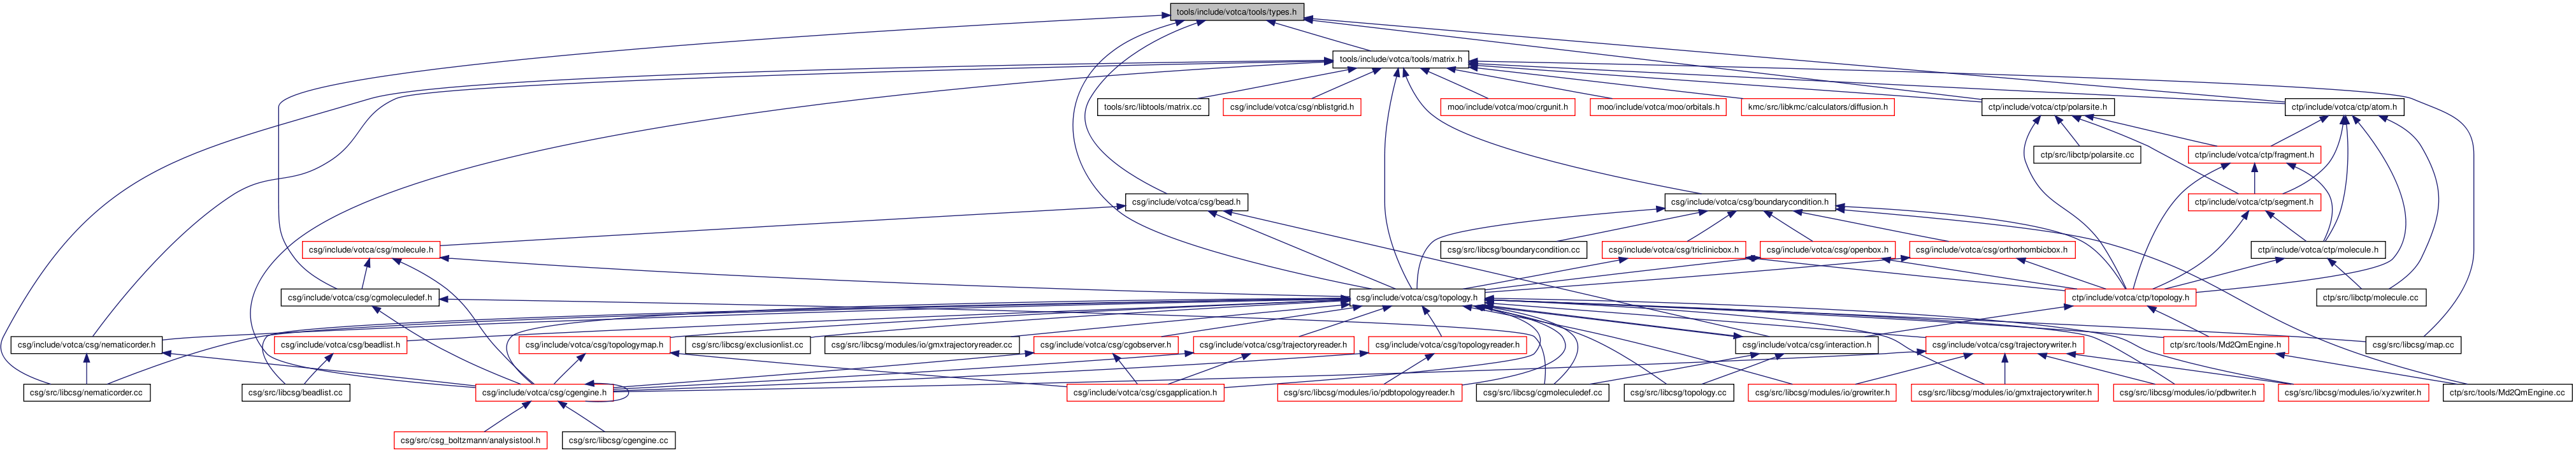 tools/include/votca/tools/types.h
tools/include/votca/tools/matrix.h
tools/src/libtools/matrix.cc
csg/include/votca/csg/nblistgrid.h
moo/include/votca/moo/crgunit.h
moo/include/votca/moo/orbitals.h
kmc/src/libkmc/calculators/diffusion.h
ctp/include/votca/ctp/polarsite.h
ctp/include/votca/ctp/atom.h
ctp/src/libctp/polarsite.cc
ctp/include/votca/ctp/fragment.h
csg/include/votca/csg/bead.h
csg/include/votca/csg/boundarycondition.h
ctp/include/votca/ctp/segment.h
csg/include/votca/csg/molecule.h
csg/src/libcsg/boundarycondition.cc
csg/include/votca/csg/triclinicbox.h
csg/include/votca/csg/openbox.h
csg/include/votca/csg/orthorhombicbox.h
ctp/include/votca/ctp/molecule.h
csg/include/votca/csg/cgmoleculedef.h
csg/include/votca/csg/topology.h
ctp/include/votca/ctp/topology.h
ctp/src/libctp/molecule.cc
csg/include/votca/csg/nematicorder.h
csg/include/votca/csg/beadlist.h
csg/include/votca/csg/topologymap.h
csg/src/libcsg/exclusionlist.cc
csg/src/libcsg/modules/io/gmxtrajectoryreader.cc
csg/include/votca/csg/cgobserver.h
csg/include/votca/csg/trajectoryreader.h
csg/include/votca/csg/topologyreader.h
csg/include/votca/csg/interaction.h
csg/include/votca/csg/trajectorywriter.h
ctp/src/tools/Md2QmEngine.h
csg/src/libcsg/map.cc
csg/src/libcsg/nematicorder.cc
csg/src/libcsg/beadlist.cc
csg/include/votca/csg/cgengine.h
csg/include/votca/csg/csgapplication.h
csg/src/libcsg/modules/io/pdbtopologyreader.h
csg/src/libcsg/cgmoleculedef.cc
csg/src/libcsg/topology.cc
csg/src/libcsg/modules/io/growriter.h
csg/src/libcsg/modules/io/gmxtrajectorywriter.h
csg/src/libcsg/modules/io/pdbwriter.h
csg/src/libcsg/modules/io/xyzwriter.h
ctp/src/tools/Md2QmEngine.cc
csg/src/csg_boltzmann/analysistool.h
csg/src/libcsg/cgengine.cc